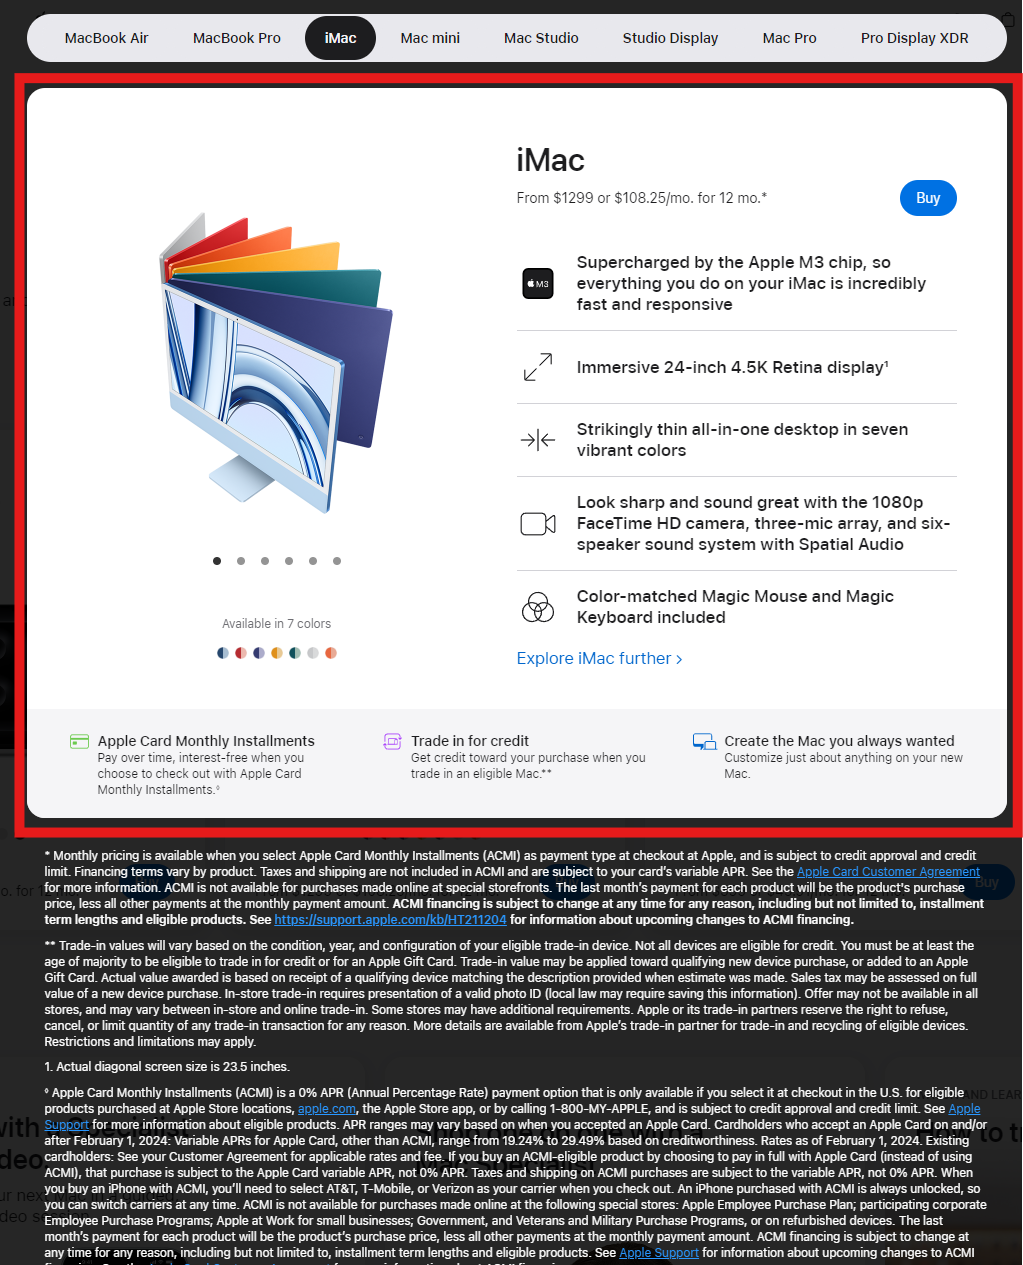 MacBook Air
MacBook Pro
iMac
Mac mini
Mac Studio
Studio Display
Mac Pro
Pro Display XDR
iMac
From $1299 or $108.25/mo. for 12 mo.*
Buy
M3
Supercharged by the Apple M3 chip, so
everything you do on your iMac is incredibly
fast and responsive
Immersive 24-inch 4.5K Retina display¹
Strikingly thin all-in-one desktop in seven
vibrant colors
Look sharp and sound great with the 1080p
FaceTime HD camera, three-mic array, and six-
speaker sound system with Spatial Audio
Color-matched Magic Mouse and Magic
Keyboard included
Explore iMac further >
Available in 7 colors
Apple Card Monthly Installments
Pay over time, interest-free when you
choose to check out with Apple Card
Monthly Installments.◊
Trade in for credit
Get credit toward your purchase when you
trade in an eligible Mac.**
Create the Mac you always wanted
Customize just about anything on your new
Mac.
* Monthly pricing is available when you select Apple Card Monthly Installments (ACMI) as payment type at checkout at Apple, and is subject to credit approval and credit
limit. Financing terms vary by product. Taxes and shipping are not included in ACMI and are subject to your card's variable APR. See the Apple Card Customer Agreement
for more information. ACMI is not available for purchases made online at special storefronts. The last month's payment for each product will be the product's purchase
price, less all other payments at the monthly payment amount. ACMI financing is subject to change at any time for any reason, including but not limited to, installment
term lengths and eligible products. See https://support.apple.com/kb/HT211204 for information about upcoming changes to ACMI financing.
** Trade-in values will vary based on the condition, year, and configuration of your eligible trade-in device. Not all devices are eligible for credit. You must be at least the
age of majority to be eligible to trade in for credit or for an Apple Gift Card. Trade-in value may be applied toward qualifying new device purchase, or added to an Apple
Gift Card. Actual value awarded is based on receipt of a qualifying device matching the description provided when estimate was made. Sales tax may be assessed on full
value of a new device purchase. In-store trade-in requires presentation of a valid photo ID (local law may require saving this information). Offer may not be available in all
stores, and may vary between in-store and online trade-in. Some stores may have additional requirements. Apple or its trade-in partners reserve the right to refuse,
cancel, or limit quantity of any trade-in transaction for any reason. More details are available from Apple's trade-in partner for trade-in and recycling of eligible devices.
Restrictions and limitations may apply.
1. Actual diagonal screen size is 23.5 inches.
◊ Apple Card Monthly Installments (ACMI) is a 0% APR (Annual Percentage Rate) payment option that is only available if you select it at checkout in the U.S. for eligible
products purchased at Apple Store locations, apple.com, the Apple Store app, or by calling 1-800-MY-APPLE, and is subject to credit approval and credit limit. See Apple
Support for more information about eligible products. APR ranges may vary based on when you accepted an Apple Card. Cardholders who accept an Apple Card on and/or
after February 1, 2024: Variable APRs for Apple Card, other than ACMI, range from 19.24% to 29.49% based on creditworthiness. Rates as of February 1, 2024. Existing
cardholders: See your Customer Agreement for applicable rates and fee. If you buy an ACMI-eligible product by choosing to pay in full with Apple Card (instead of using
ACMI), that purchase is subject to the Apple Card variable APR, not 0% APR. Taxes and shipping on ACMI purchases are subject to the variable APR, not 0% APR. When
you buy an iPhone with ACMI, you'll need to select AT&T, T-Mobile, or Verizon as your carrier when you check out. An iPhone purchased with ACMI is always unlocked, so
you can switch carriers at any time. ACMI is not available for purchases made online at the following special stores: Apple Employee Purchase Plan; participating corporate
Employee Purchase Programs; Apple at Work for small businesses; Government, and Veterans and Military Purchase Programs, or on refurbished devices. The last
month's payment for each product will be the product's purchase price, less all other payments at the monthly payment amount. ACMI financing is subject to change at
any time for any reason, including but not limited to, installment term lengths and eligible products. See Apple Support for information about upcoming changes to ACMI